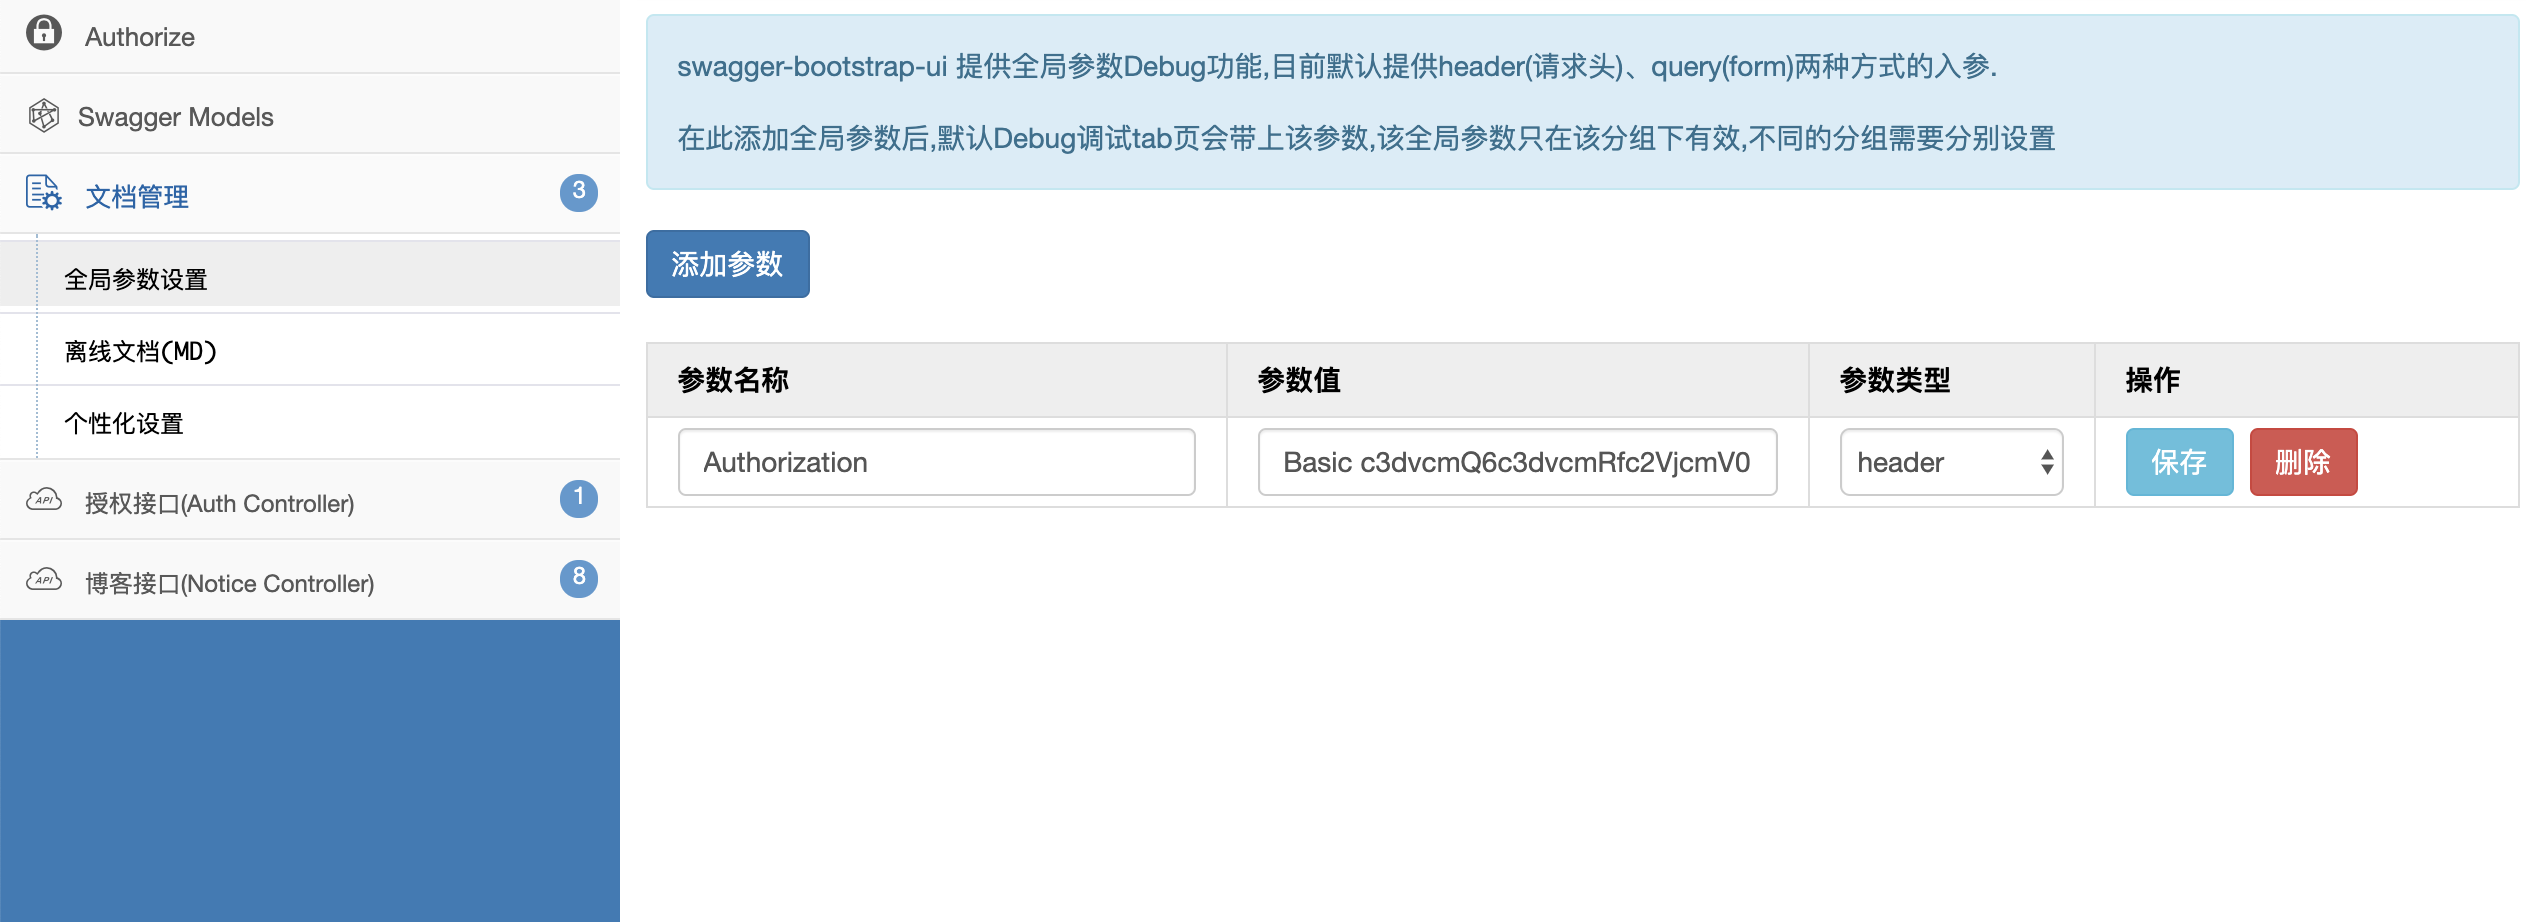 Authorize
Swagger Models
文档管理
3
全局参数设置
离线文档(MD)
个性化设置
API
授权接口(Auth Controller)
1
API
博客接口(Notice Controller)
8
swagger-bootstrap-ui 提供全局参数Debug功能,目前默认提供header(请求头)、query(form)两种方式的入参.
在此添加全局参数后,默认Debug调试tab页会带上该参数,该全局参数只在该分组下有效,不同的分组需要分别设置
添加参数
参数名称 参数值 参数类型 操作
Authorization Basic c3dvcmQ6c3dvcmRfc2VjcmV0 header 保存 删除